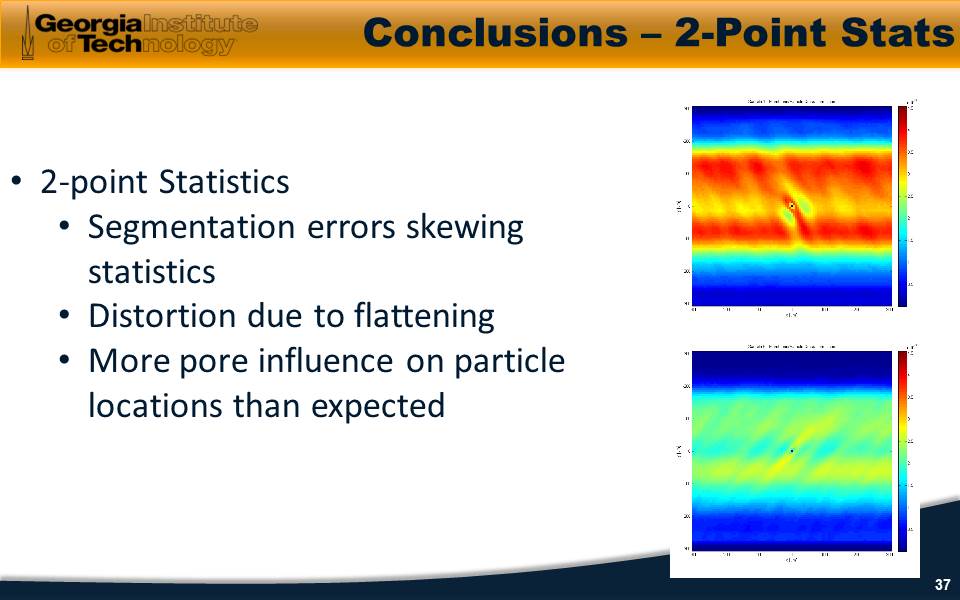 Georgia Institute
of Technology
Conclusions – 2-Point Stats
• 2-point Statistics
• Segmentation errors skewing
statistics
• Distortion due to flattening
• More pore influence on particle
locations than expected
37